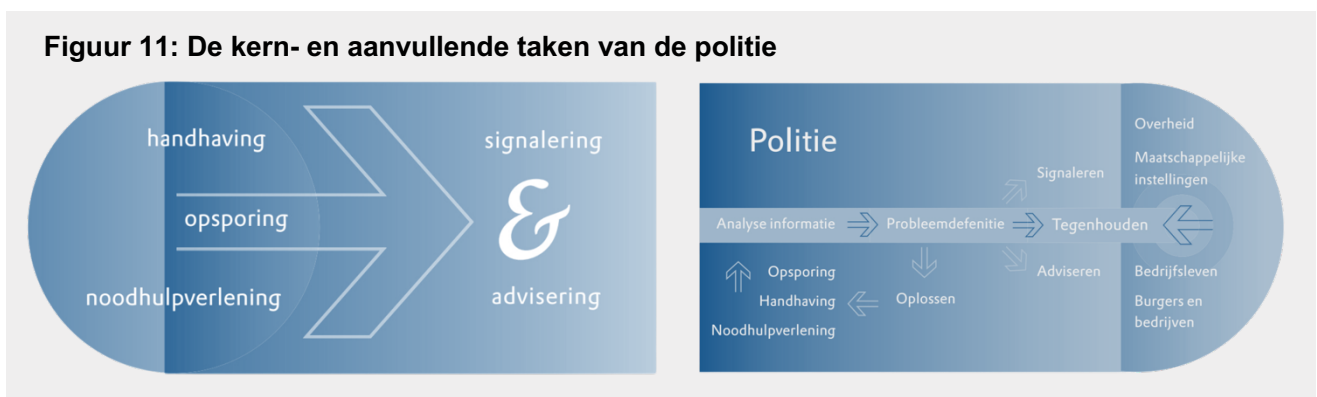 Figuur 11: De kern- en aanvullende taken van de politie
handhaving
opsporing
noodhulpverlening
signalering
&
advisering
Politie
Signaleren
Analyse informatie
Probleemdefenitie
Tegenhouden
Adviseren
Opsporing
Handhaving
Noodhulpverlening
Oplossen
Overheid
Maatschappelijke
instellingen
Bedrijfsleven
Burgers en
bedrijven